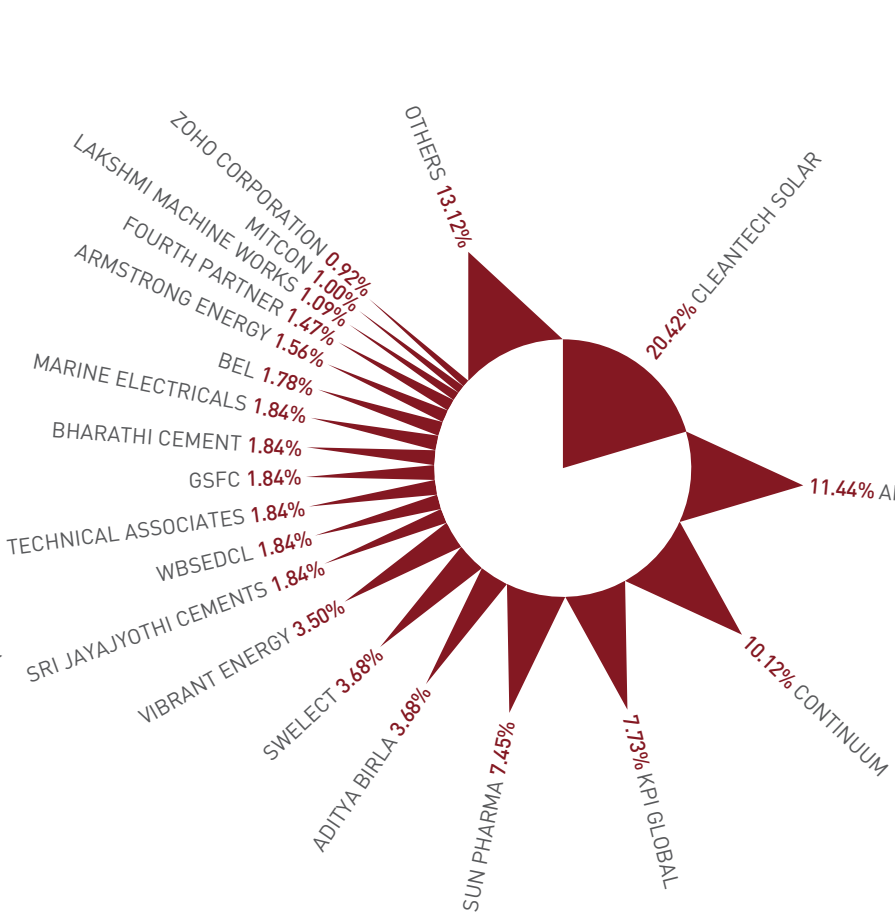 OTHERS 13.12%
20.42% CLEANTECH SOLAR
11.44%
10.12% CONTINUUM
7.73% KPI GLOBAL
SUN PHARMA 7.45%
ADITYA BIRLA 3.68%
SWELECT 3.68%
VIBRANT ENERGY 3.50%
SRI JAYAJYOTHI CEMENTS 1.84%
WBSEDCL 1.84%
TECHNICAL ASSOCIATES 1.84%
GSFC 1.84%
BHARATHI CEMENT 1.84%
MARINE ELECTRICALS 1.84%
BEL 1.78%
ARMSTRONG ENERGY 1.56%
FOURTH PARTNER 1.47%
LAKSHMI MACHINE WORKS 1.09%
MITCON 1.00%
ZOHO CORPORATION 0.92%